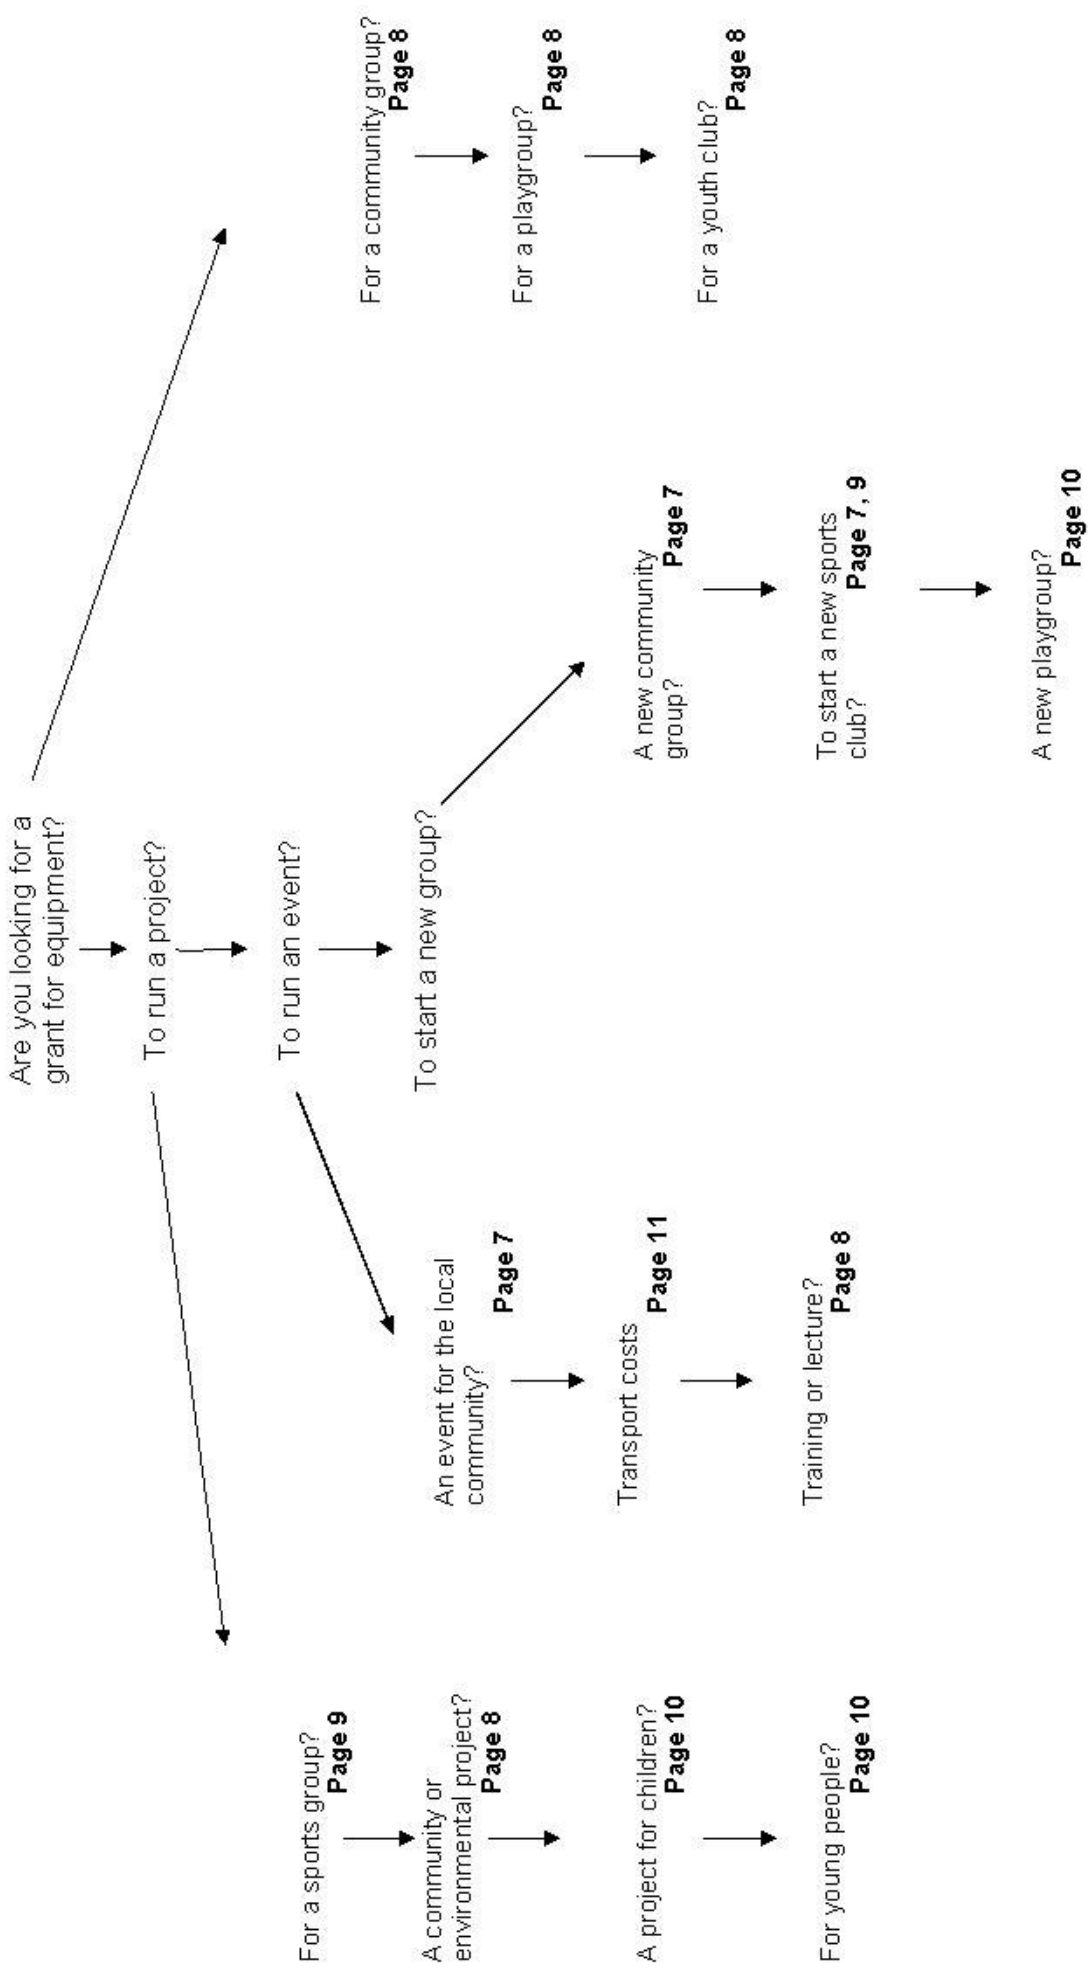 Are you looking for a
grant for equipment?
To run a project?
To run an event?
To start a new group?
For a sports group?
Page 9
A community or
environmental project?
Page 8
A project for children?
Page 10
For young people?
Page 10
An event for the local
community?
Page 7
Transport costs
Page 11
Training or lecture?
Page 8
A new community
group?
Page 7
To start a new sports
club?
Page 7, 9
A new playgroup?
Page 10
For a community group?
Page 8
For a playgroup?
Page 8
For a youth club?
Page 8